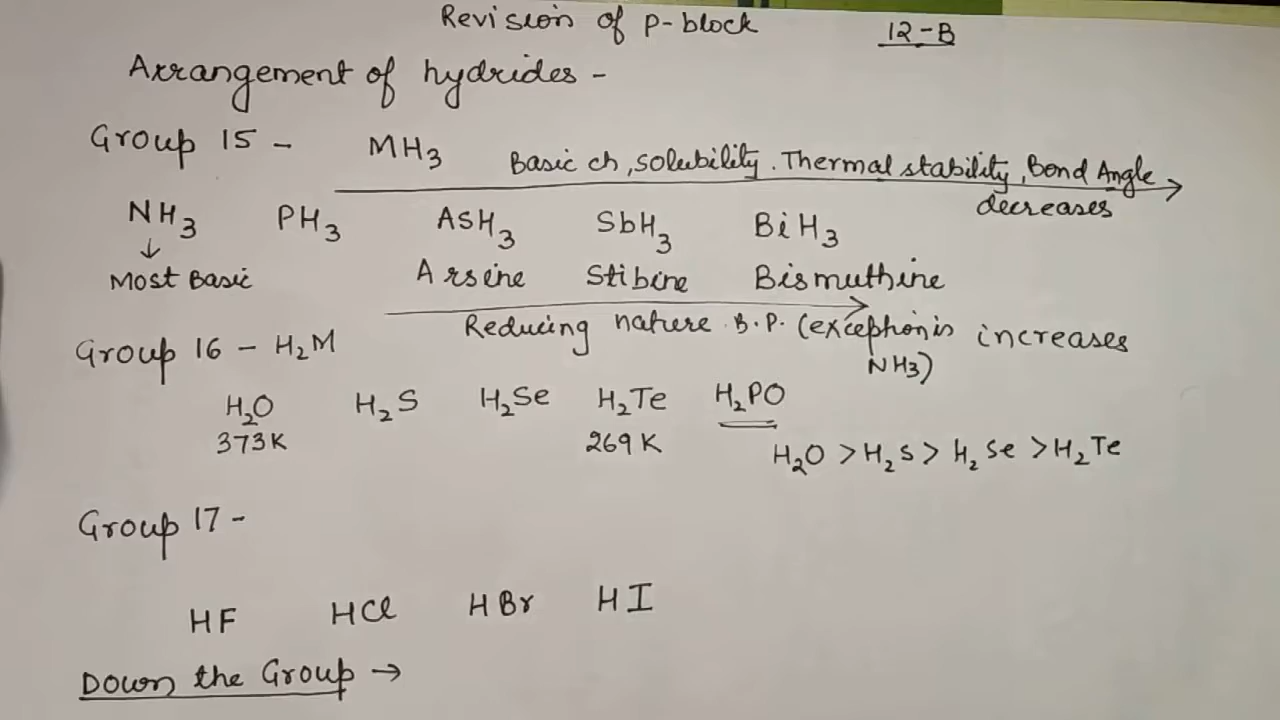 Revision of p-block 12-B
Arrangement of hydrides -
Group 15 - MH3 Basic ch, solubility. Thermal stability, Bond Angle
decreases
NH3 PH3 AsH3 SbH3 BiH3
↓
Most Basic Arsine Stibine Bismuthine
Reducing nature B.P. (exception is increases
NH3)
Group 16 - H2M
H2O H2S H2Se H2Te H2PO
373K 269K
H2O > H2S > H2Se > H2Te
Group 17 -
HF HCl HBr HI
Down the Group →